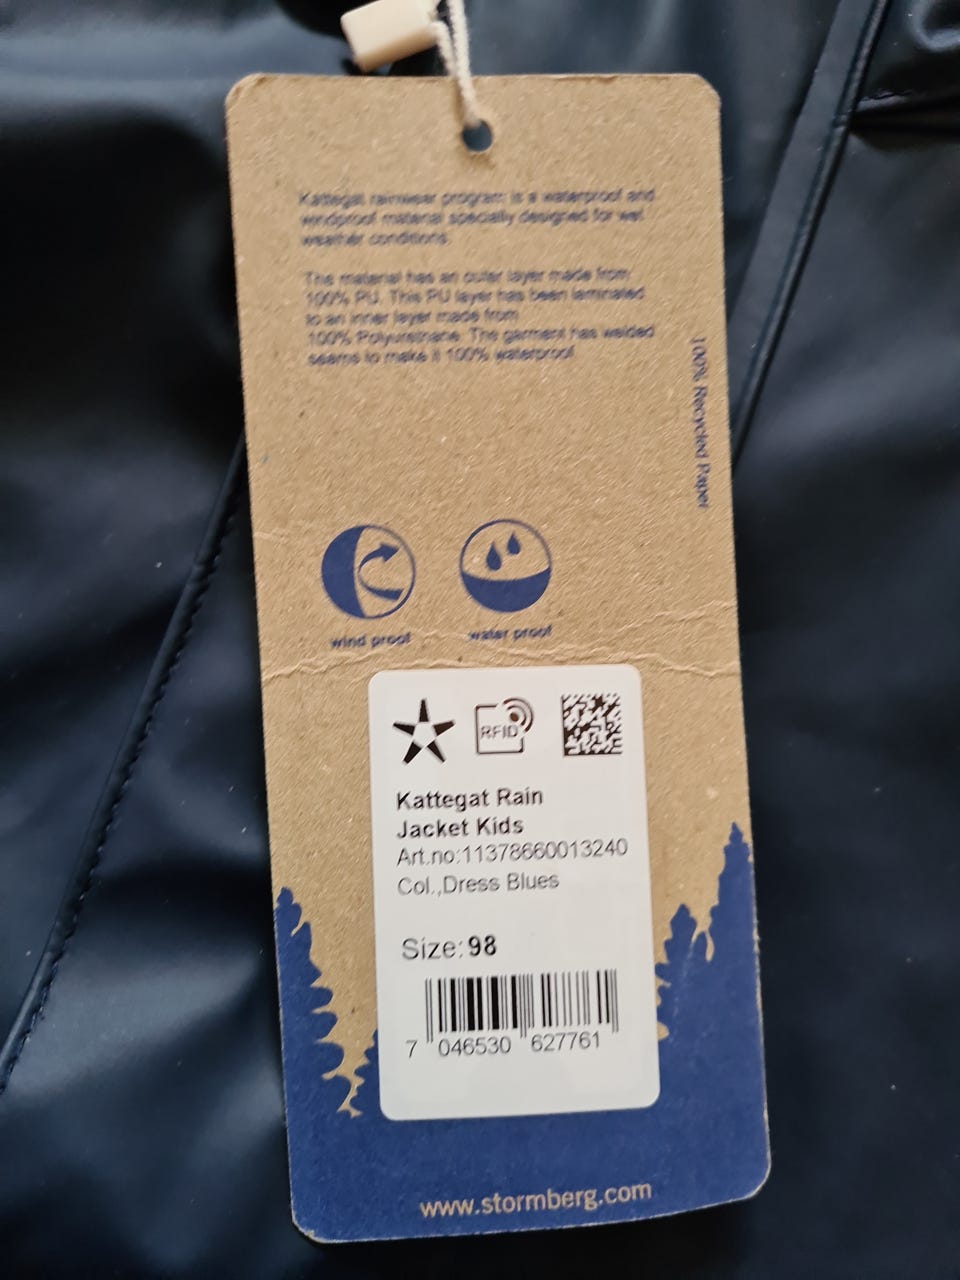 Kattegat rainwear program is a waterproof and
windproof material specially designed for wet
weather conditions.
The material has an outer layer made from
100% PU. This PU layer has been laminated
to an inner layer made from
100% Polyurethane. The garment has welded
seams to make it 100% waterproof
100% Recycled Paper
wind proof
water proof
RFID
Kattegat Rain
Jacket Kids
Art.no:11378660013240
Col.,Dress Blues
Size:98
7 046530 627761
www.stormberg.com